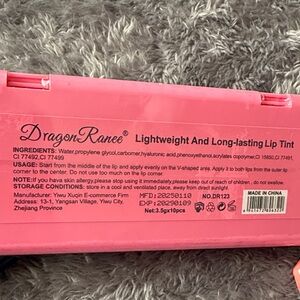 Dragon Ranee® Lightweight And Long-lasting Lip Tint
INGREDIENTS: Water,propylene glycol,carbomer,hyaluronic acid,phenoxyethanol,acrylates copolymer,CI 15850,CI 77491,
CI 77492,CI 77499
USAGE: Start from the middle of the lip and apply evenly on the V-shaped area. Apply it to both lips from the outer lip
corner to the center. Do not use too much on the lip corner.
NOTE: If you have skin allergy,please stop using it immediately,please keep out of reach of children , do not swallow.
STORAGE: Please store in a cool and ventilated place, away from direct sunlight.
Manufacturer: Yiwu Xuqin E-commerce Firm
Address: 13-1, Yangsan Village, Yiwu City,
Zhejiang Province
MFD:20250110
EXP:20290109
Net:3.5gx10pcs
NO.DR123
MADE IN CHINA